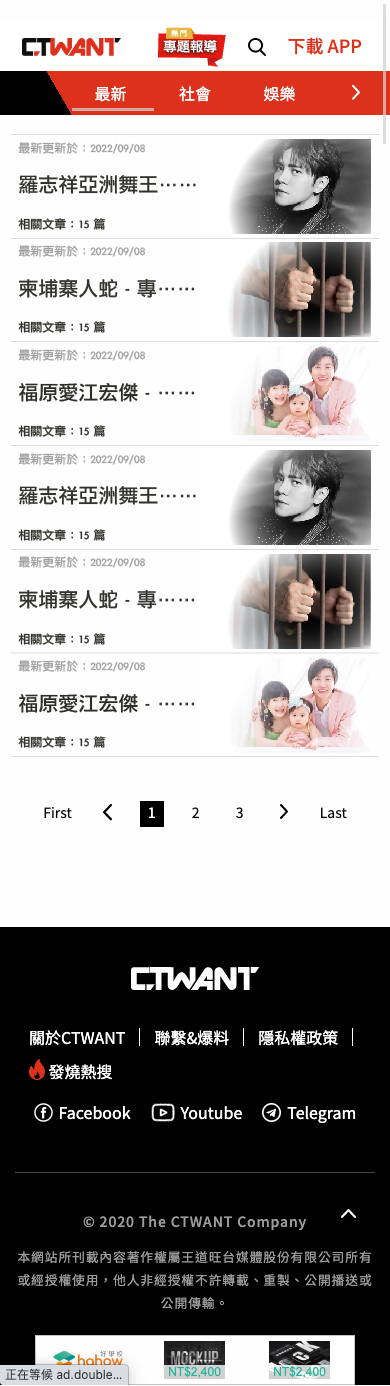 CTWANT
熱門
專題報導
下載 APP
最新
社會
娛樂
最新更新於：2022/09/08
羅志祥亞洲舞王⋯⋯
相關文章：15 篇
最新更新於：2022/09/08
柬埔寨人蛇 - 專⋯⋯
相關文章：15 篇
最新更新於：2022/09/08
福原愛江宏傑 - ⋯⋯
相關文章：15 篇
最新更新於：2022/09/08
羅志祥亞洲舞王⋯⋯
相關文章：15 篇
最新更新於：2022/09/08
柬埔寨人蛇 - 專⋯⋯
相關文章：15 篇
最新更新於：2022/09/08
福原愛江宏傑 - ⋯⋯
相關文章：15 篇
First 1 2 3 Last
CTWANT
關於CTWANT
聯繫&爆料
隱私權政策
發燒熱搜
Facebook
Youtube
Telegram
© 2020 The CTWANT Company
本網站所刊載內容著作權屬王道旺台媒體股份有限公司所有
或經授權使用，他人非經授權不許轉載、重製、公開播送或
公開傳輸。
好學校
hahow
MOCKUP
NT$2,400
NT$2,400
正在等候 ad.double...